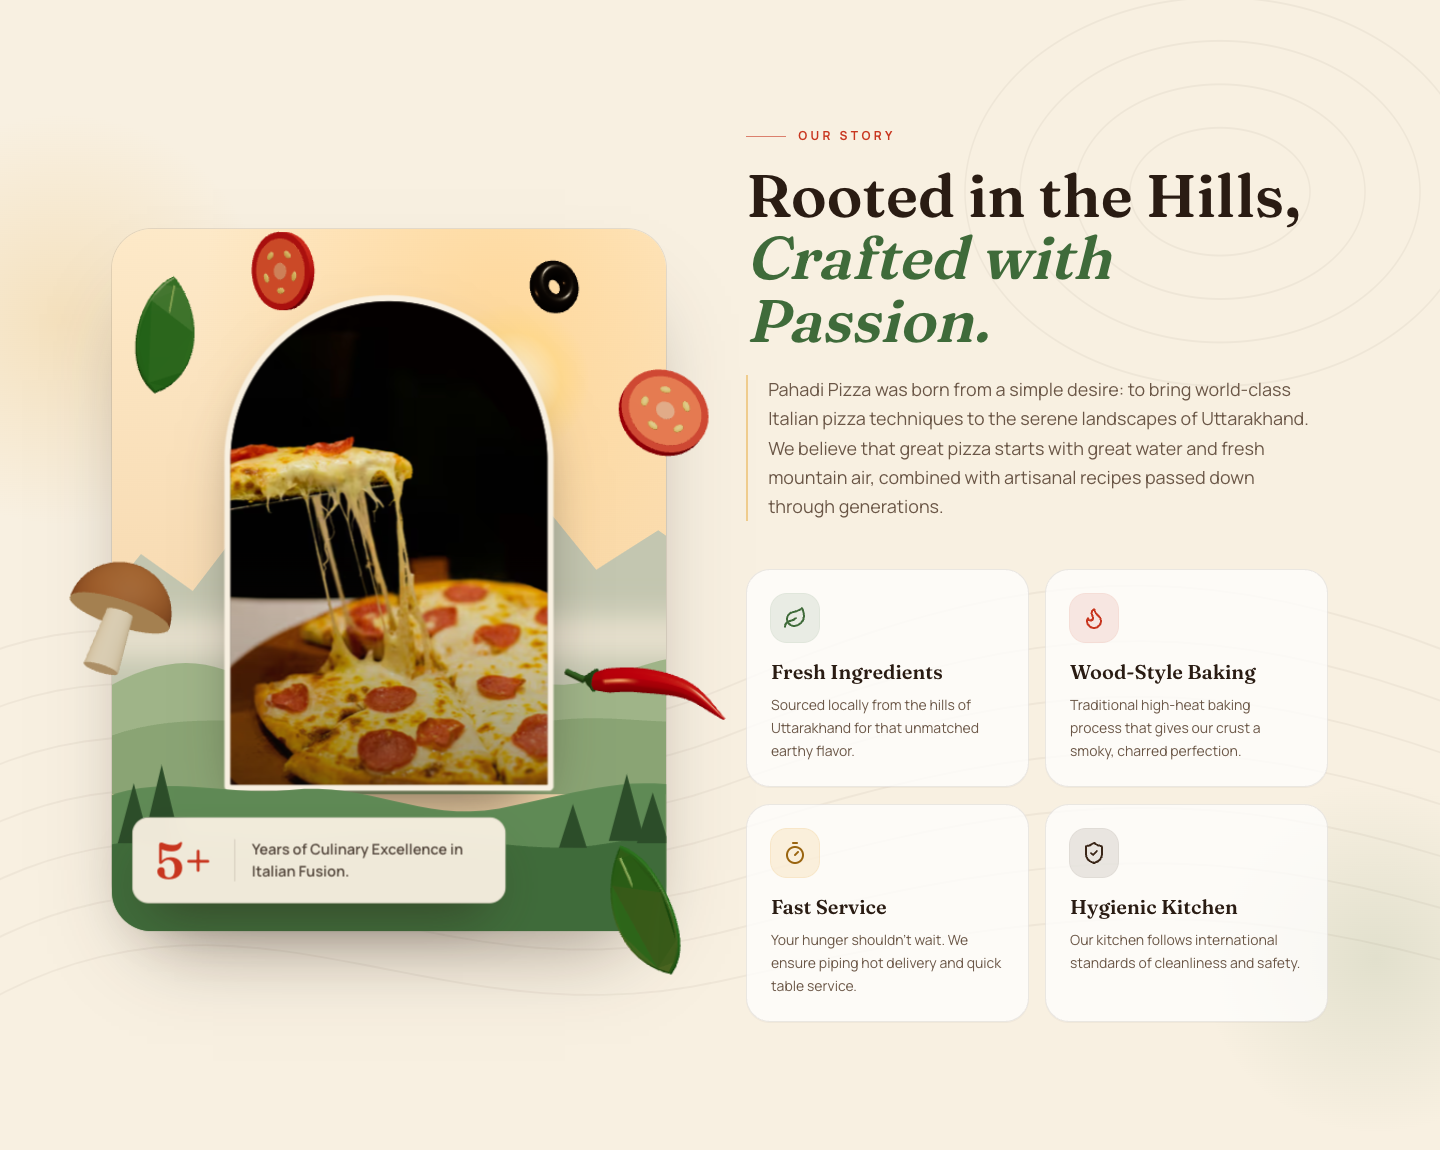 OUR STORY
Rooted in the Hills,
Crafted with
Passion.
Pahadi Pizza was born from a simple desire: to bring world-class
Italian pizza techniques to the serene landscapes of Uttarakhand.
We believe that great pizza starts with great water and fresh
mountain air, combined with artisanal recipes passed down
through generations.
Fresh Ingredients
Sourced locally from the hills of
Uttarakhand for that unmatched
earthy flavor.
Wood-Style Baking
Traditional high-heat baking
process that gives our crust a
smoky, charred perfection.
Fast Service
Your hunger shouldn't wait. We
ensure piping hot delivery and quick
table service.
Hygienic Kitchen
Our kitchen follows international
standards of cleanliness and safety.
5+
Years of Culinary Excellence in
Italian Fusion.